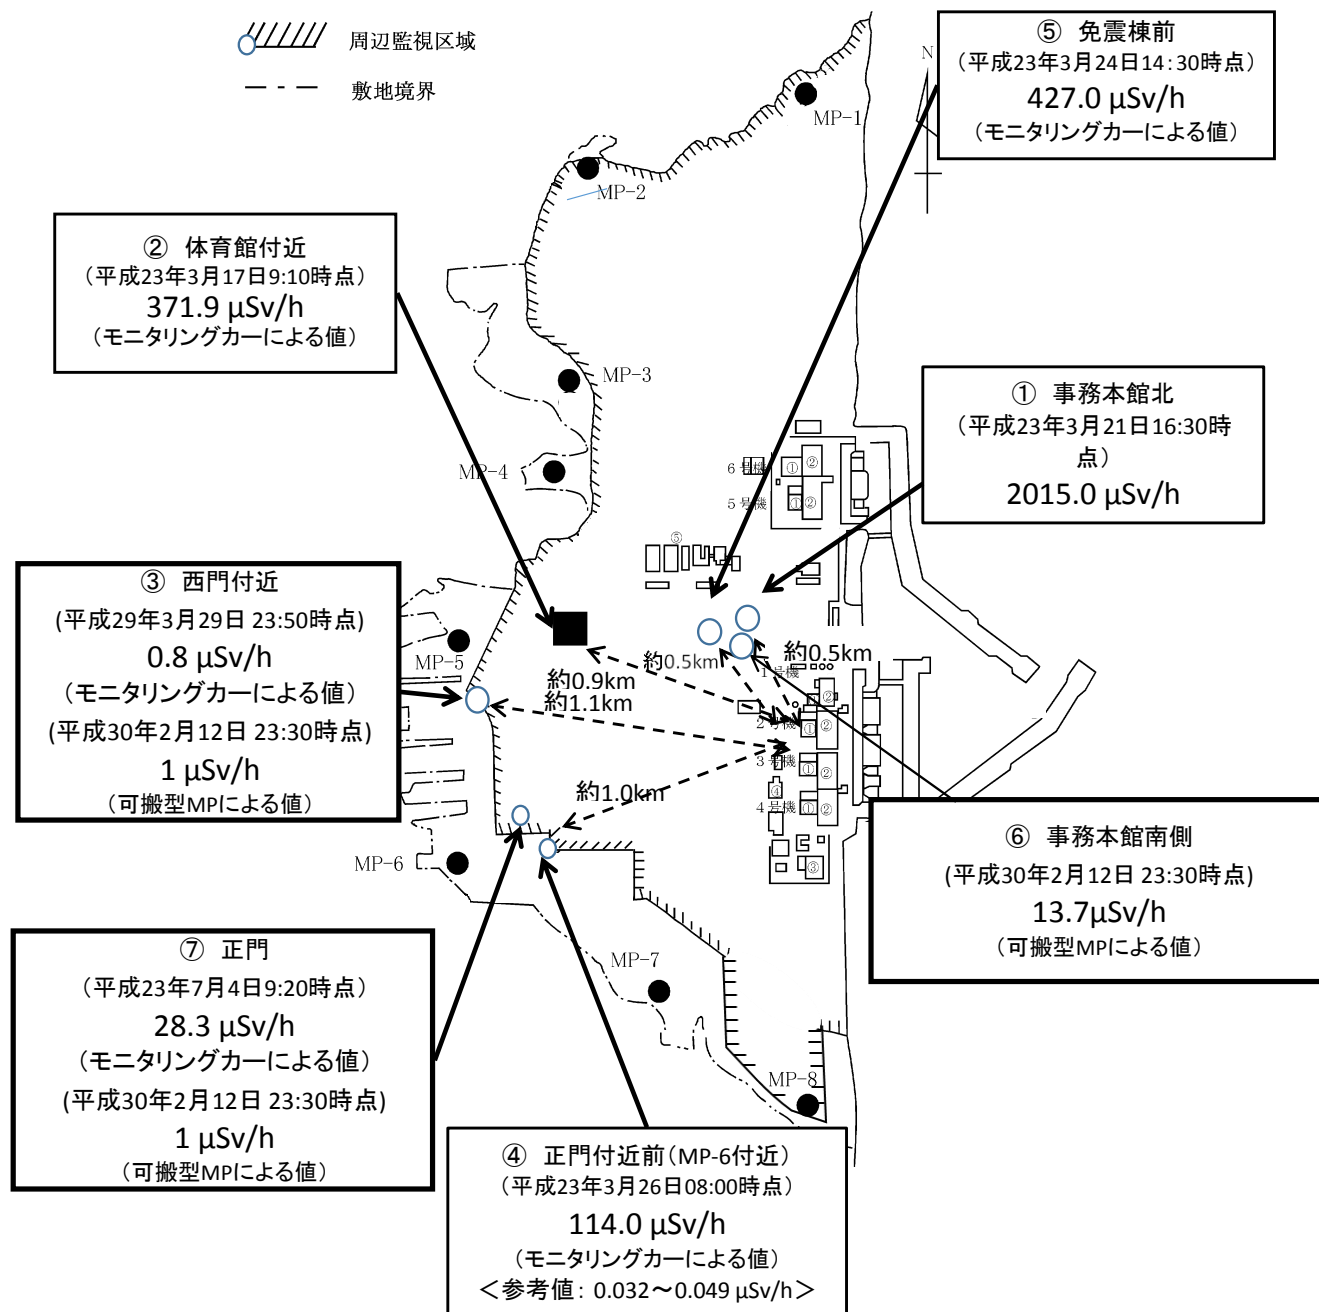 周辺監視区域
敷地境界
⑤ 免震棟前
(平成23年3月24日14:30時点)
427.0 μSv/h
(モニタリングカーによる値)
N
MP-1
MP-2
② 体育館付近
(平成23年3月17日9:10時点)
371.9 μSv/h
(モニタリングカーによる値)
MP-3
MP-4
① 事務本館北
(平成23年3月21日16:30時
点)
2015.0 μSv/h
6号機
①
②
5号機
①
②
⑤
③ 西門付近
(平成29年3月29日 23:50時点)
0.8 μSv/h
(モニタリングカーによる値)
(平成30年2月12日 23:30時点)
1 μSv/h
(可搬型MPによる値)
MP-5
約0.9km
約1.1km
約0.5km
約0.5km
約1.0km
1号機
②
2号機
①
②
3号機
①
②
④
4号機
①
②
③
⑥ 事務本館南側
(平成30年2月12日 23:30時点)
13.7μSv/h
(可搬型MPによる値)
MP-6
⑦ 正門
(平成23年7月4日9:20時点)
28.3 μSv/h
(モニタリングカーによる値)
(平成30年2月12日 23:30時点)
1 μSv/h
(可搬型MPによる値)
MP-7
MP-8
④ 正門付近前(MP-6付近)
(平成23年3月26日08:00時点)
114.0 μSv/h
(モニタリングカーによる値)
<参考値: 0.032～0.049 μSv/h>